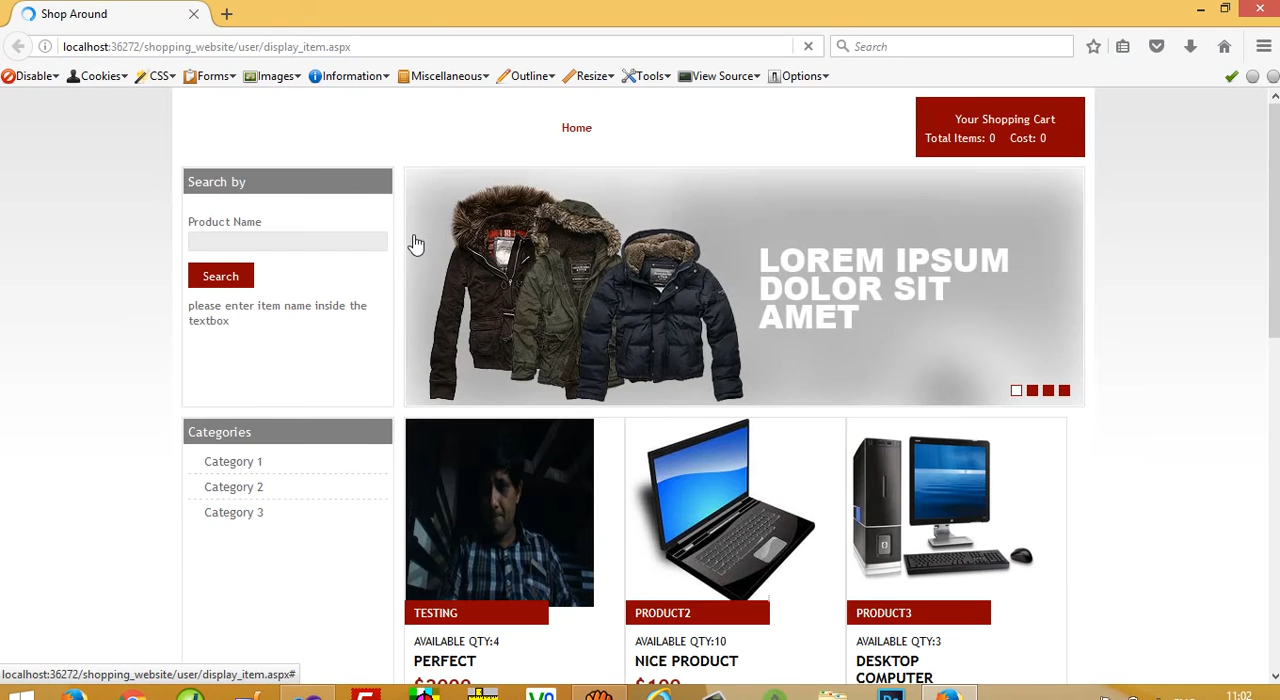 Shop Around
localhost:36272/shopping_website/user/display_item.aspx
Search
Disable Cookies CSS Forms Images Information Miscellaneous Outline Resize Tools View Source Options
Home
Your Shopping Cart
Total Items: 0 Cost: 0
Search by
Product Name
Search
please enter item name inside the
textbox
LOREM IPSUM
DOLOR SIT
AMET
Categories
Category 1
Category 2
Category 3
TESTING
AVAILABLE QTY:4
PERFECT
PRODUCT2
AVAILABLE QTY:10
NICE PRODUCT
PRODUCT3
AVAILABLE QTY:3
DESKTOP
COMPUTER
localhost:36272/shopping_website/user/display_item.aspx#
11:02